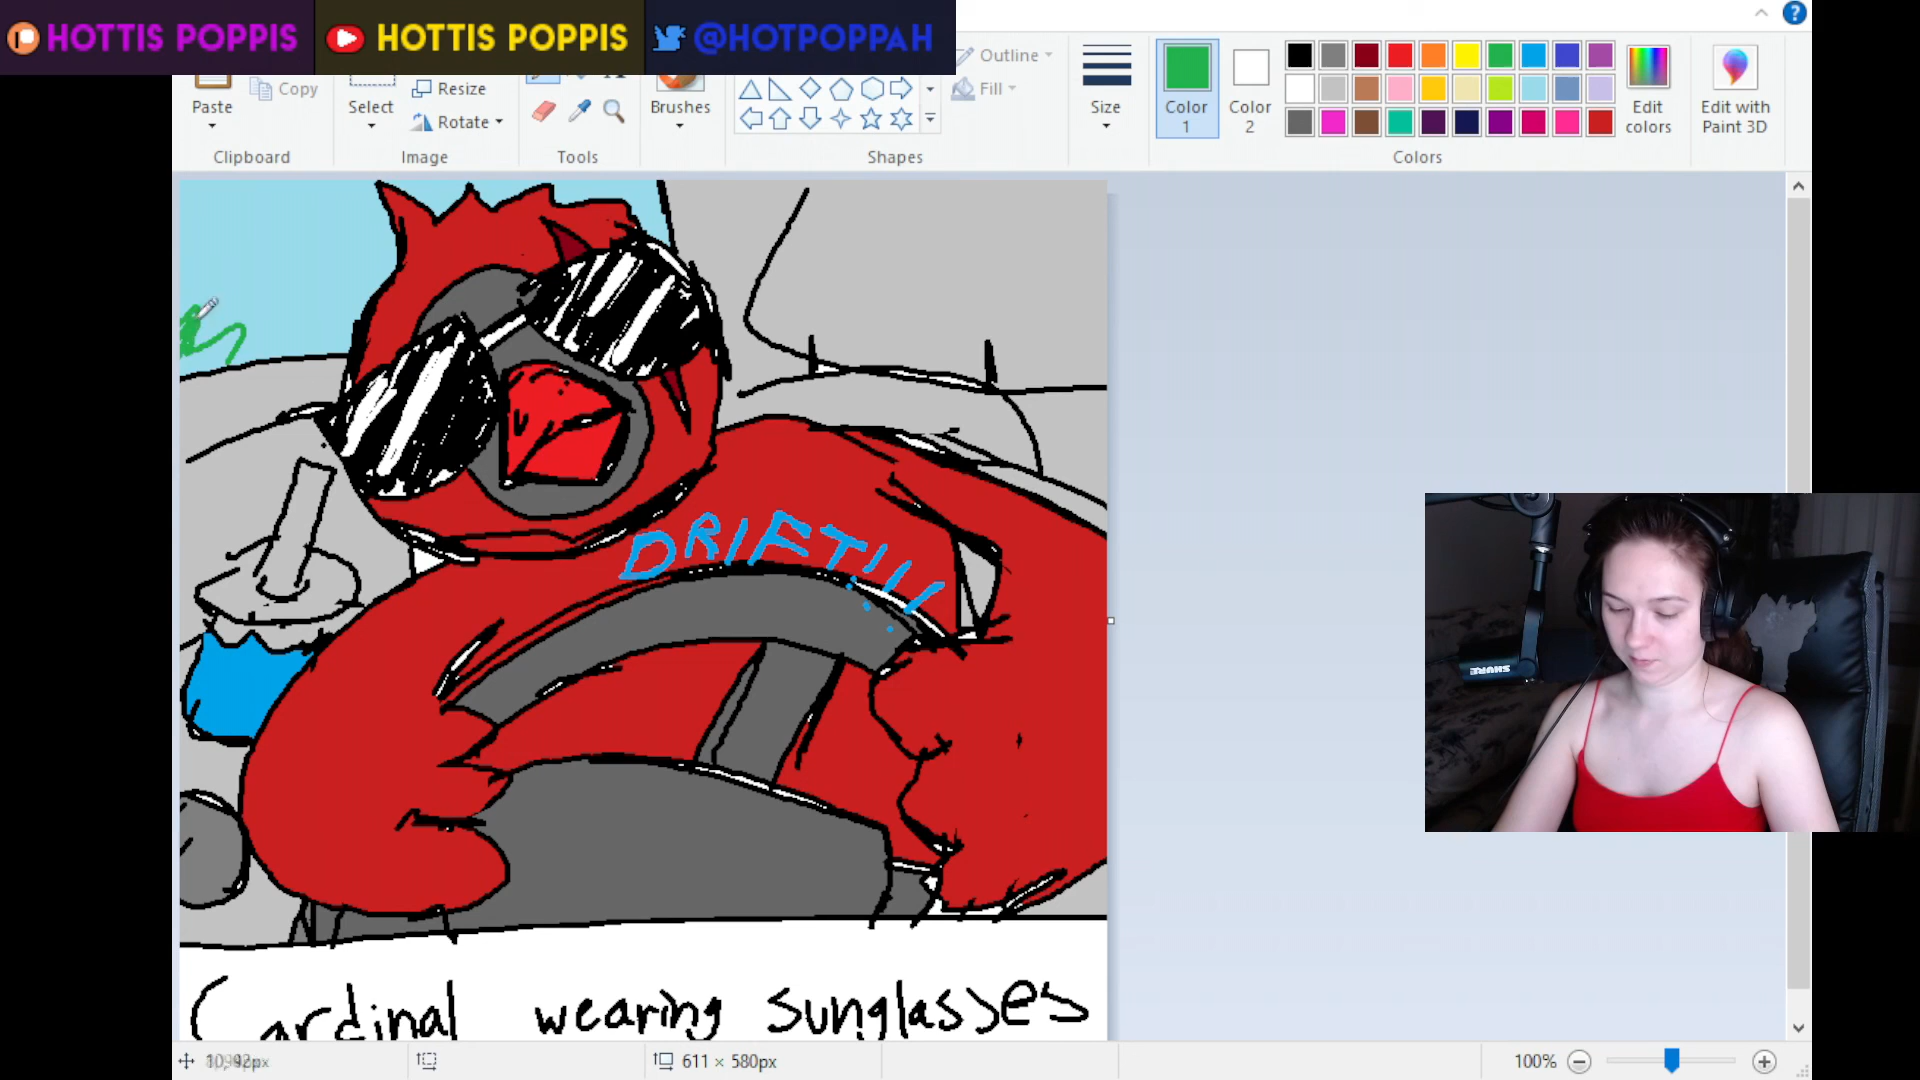 HOTTIS POPPIS
HOTTIS POPPIS
@HOTPOPPAH
Outline
Fill
Paste
Copy
Select
Resize
Rotate
Brushes
Size
Color 1
Color 2
Edit colors
Edit with Paint 3D
Clipboard
Image
Tools
Shapes
Colors
DRIFT!!!
SHURE
Cardinal wearing sunglasses
611 × 580px
100%